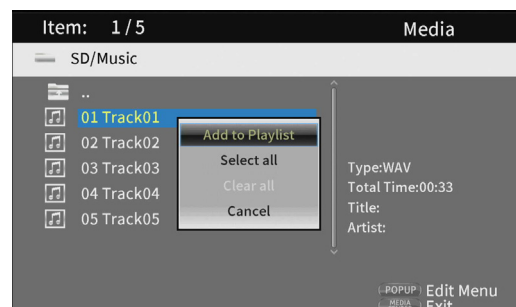 Item: 1/5 Media
SD/Music
..
01 Track01
02 Track02
03 Track03
04 Track04
05 Track05
Add to Playlist
Select all
Clear all
Cancel
Type:WAV
Total Time:00:33
Title:
Artist:
POPUP Edit Menu
MEDIA Exit